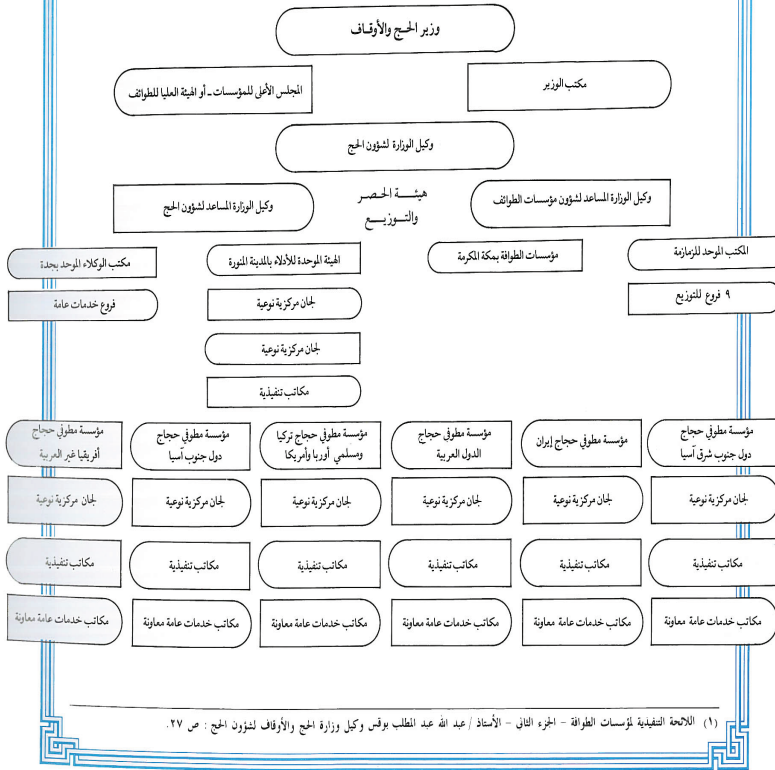 وزير الحج والأوقاف
مكتب الوزير
المجلس الأعلى للمؤسسات ـ أو الهيئة العليا للطوائف
وكيل الوزارة لشؤون الحج
وكيل الوزارة المساعد لشؤون مؤسسات الطوائف
هيئة الحصر
والتوزيع
وكيل الوزارة المساعد لشؤون الحج
المكتب الموحد للزمازمة
مؤسسات الطوافة بمكة المكرمة
الهيئة الموحدة للأدلاء بالمدينة المنورة
مكتب الوكلاء الموحد بجدة
٩ فروع للتوزيع
لجان مركزية نوعية
فروع خدمات عامة
لجان مركزية نوعية
مكاتب تنفيذية
مؤسسة مطوفي حجاج
دول جنوب شرق آسيا
مؤسسة مطوفي حجاج إيران
مؤسسة مطوفي حجاج
الدول العربية
مؤسسة مطوفي حجاج تركيا
ومسلمي أوربا وأمريكا
مؤسسة مطوفي حجاج
دول جنوب آسيا
مؤسسة مطوفي حجاج
أفريقيا غير العربية
لجان مركزية نوعية
لجان مركزية نوعية
لجان مركزية نوعية
لجان مركزية نوعية
لجان مركزية نوعية
لجان مركزية نوعية
مكاتب تنفيذية
مكاتب تنفيذية
مكاتب تنفيذية
مكاتب تنفيذية
مكاتب تنفيذية
مكاتب تنفيذية
مكاتب خدمات عامة معاونة
مكاتب خدمات عامة معاونة
مكاتب خدمات عامة معاونة
مكاتب خدمات عامة معاونة
مكاتب خدمات عامة معاونة
مكاتب خدمات عامة معاونة
(١) اللائحة التنفيذية لمؤسسات الطوافة - الجزء الثاني - الأستاذ / عبد الله عبد المطلب بوقس وكيل وزارة الحج والأوقاف لشؤون الحج : ص ٢٧.